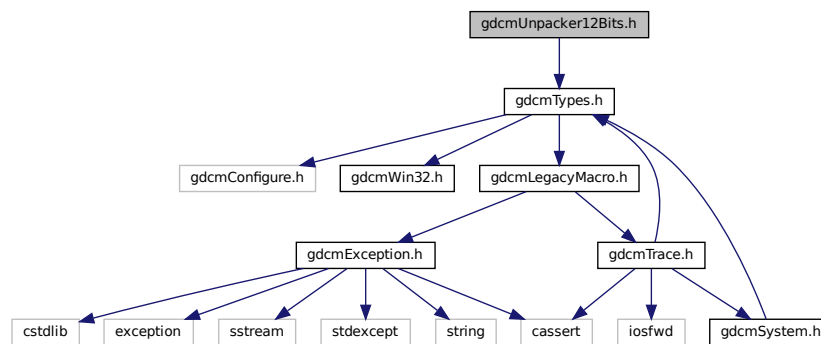 gdcmUnpacker12Bits.h
gdcmTypes.h
gdcmConfigure.h
gdcmWin32.h
gdcmLegacyMacro.h
gdcmException.h
gdcmTrace.h
cstdlib
exception
sstream
stdexcept
string
cassert
iosfwd
gdcmSystem.h